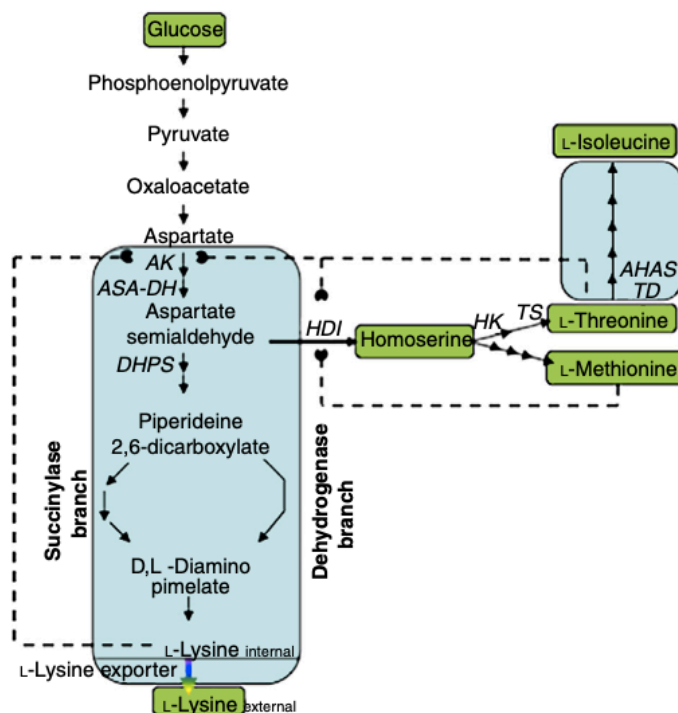 Glucose
Phosphoenolpyruvate
Pyruvate
Oxaloacetate
Aspartate
AK
ASA-DH
Aspartate
semialdehyde
DHPS
Piperideine
2,6-dicarboxylate
Succinylase
branch
Dehydrogenase
branch
D,L -Diamino
pimelate
L-Lysine internal
L-Lysine exporter
L-Lysine external
HDI
Homoserine
HK
TS
L-Isoleucine
AHAS
TD
L-Threonine
L-Methionine